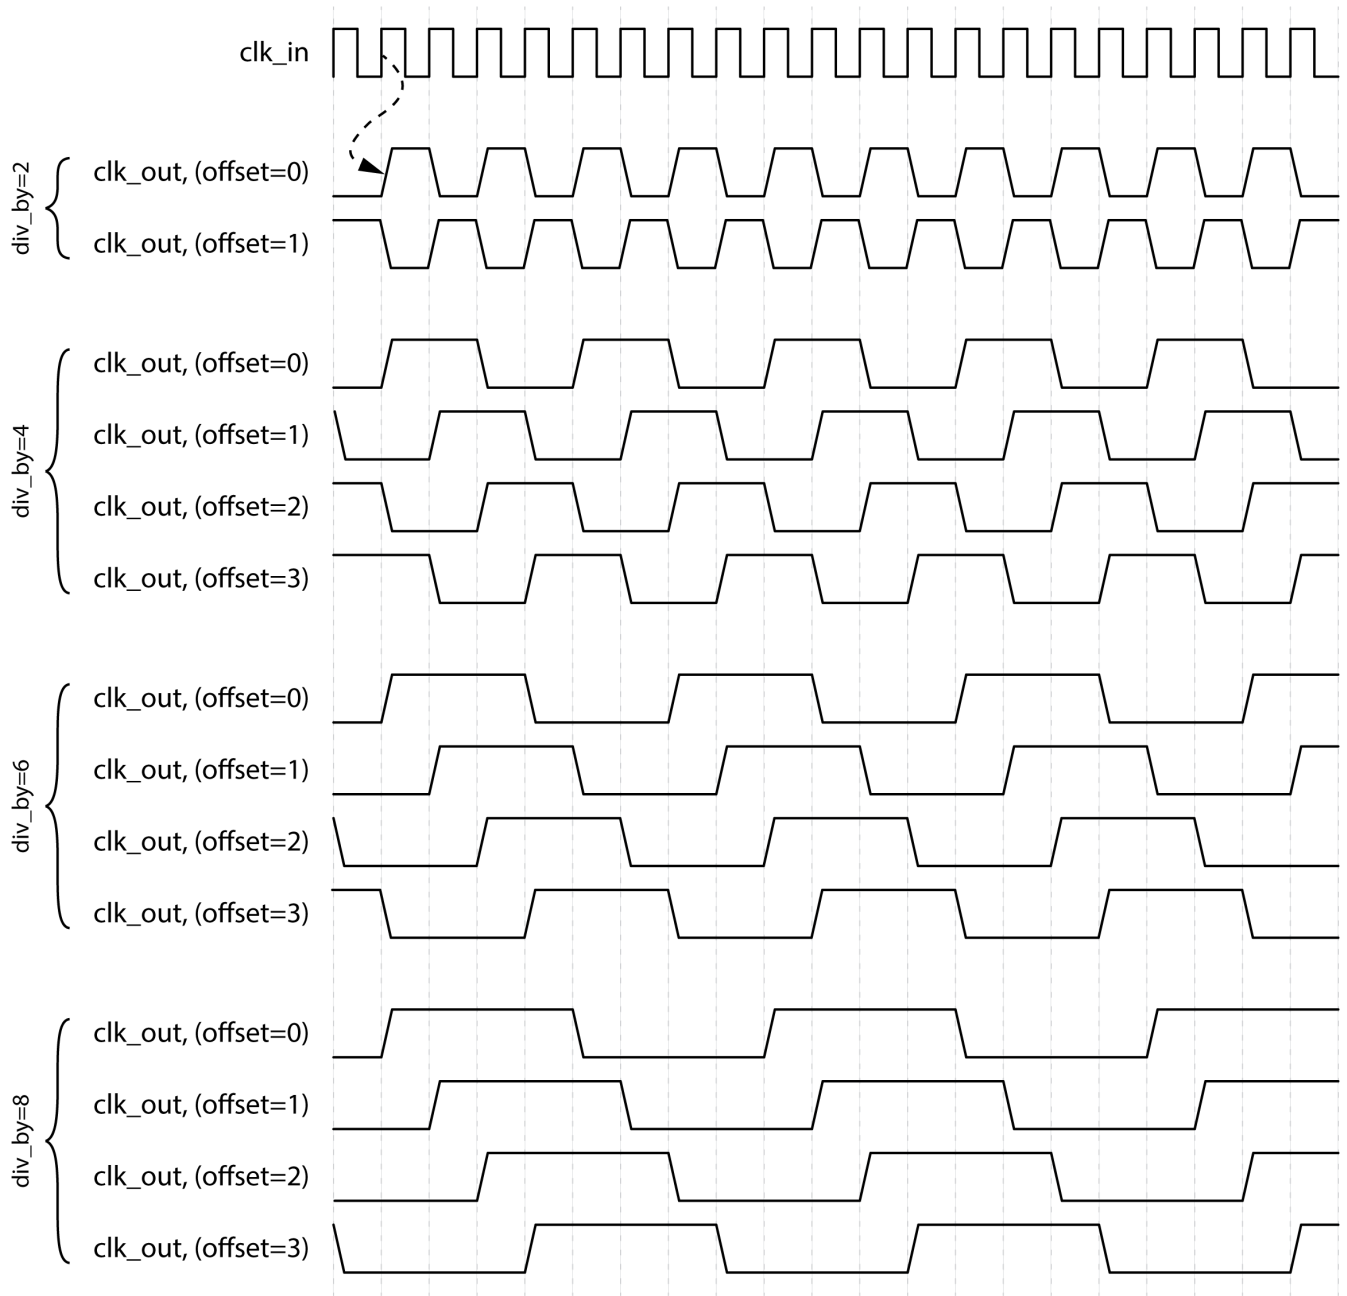 clk_in
div_by=2
clk_out, (offset=0)
clk_out, (offset=1)
div_by=4
clk_out, (offset=0)
clk_out, (offset=1)
clk_out, (offset=2)
clk_out, (offset=3)
div_by=6
clk_out, (offset=0)
clk_out, (offset=1)
clk_out, (offset=2)
clk_out, (offset=3)
div_by=8
clk_out, (offset=0)
clk_out, (offset=1)
clk_out, (offset=2)
clk_out, (offset=3)